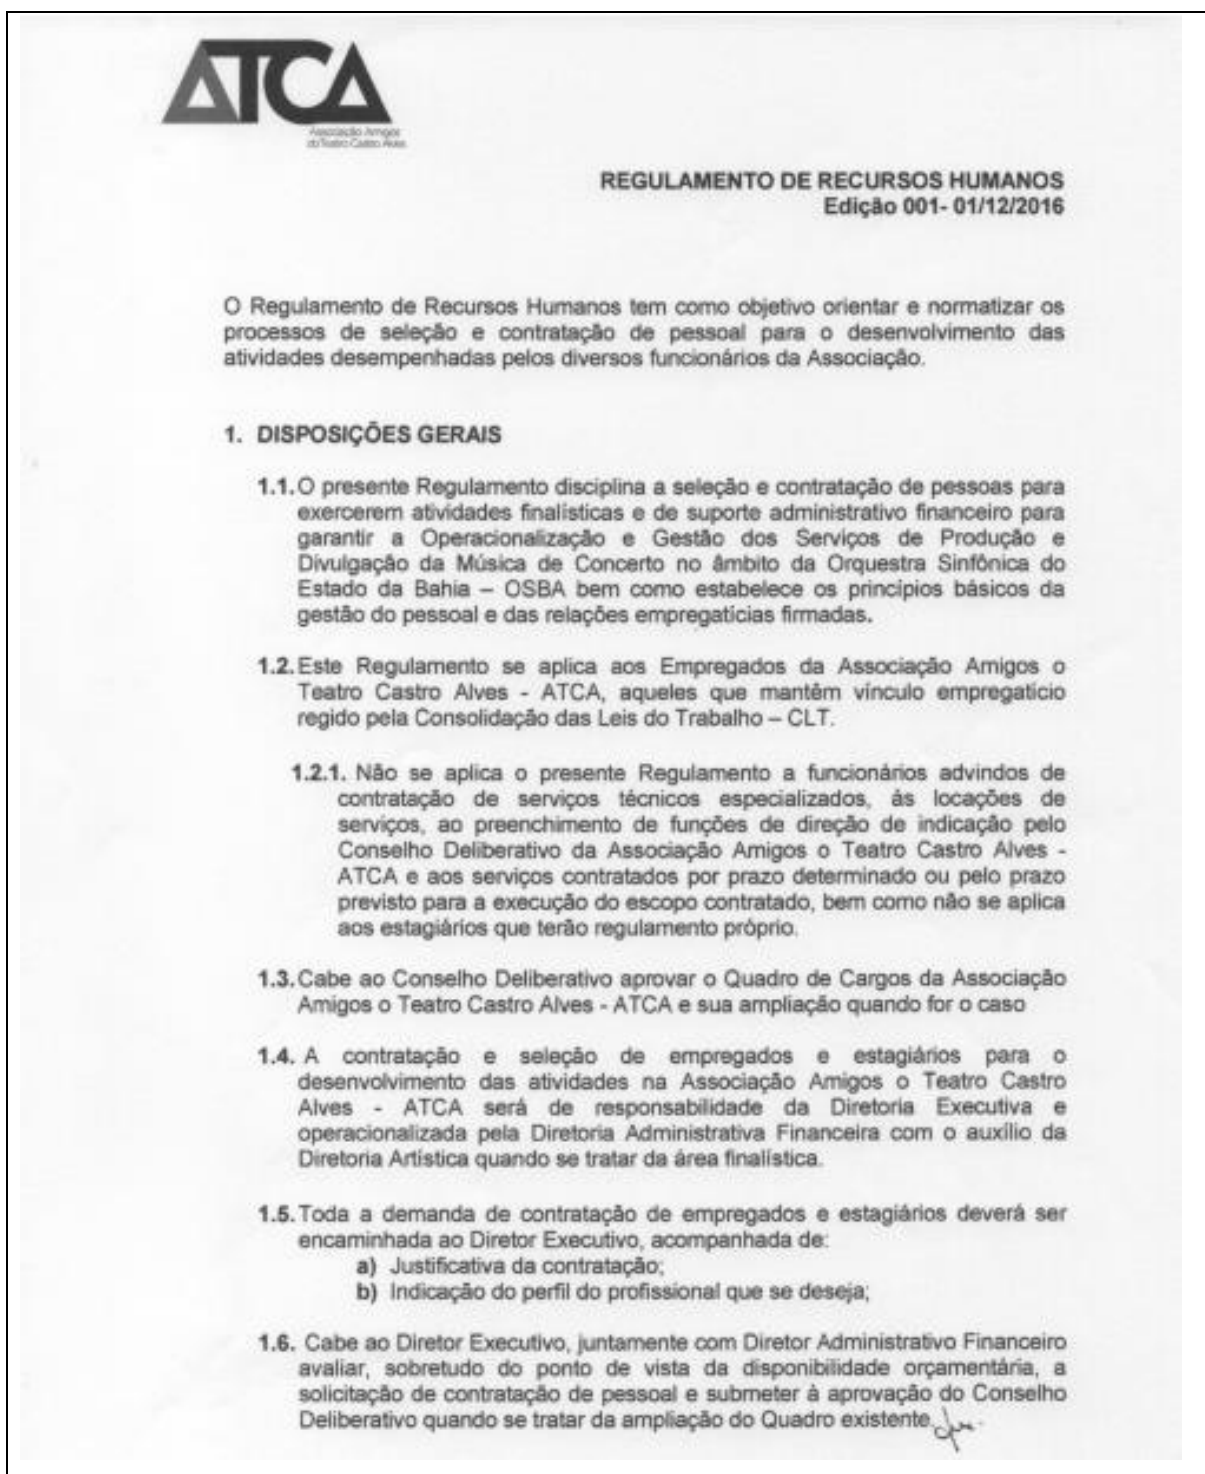 ATCA
Associação Amigos
do Teatro Castro Alves
REGULAMENTO DE RECURSOS HUMANOS
Edição 001- 01/12/2016
O Regulamento de Recursos Humanos tem como objetivo orientar e normatizar os
processos de seleção e contratação de pessoal para o desenvolvimento das
atividades desempenhadas pelos diversos funcionários da Associação.
1. DISPOSIÇÕES GERAIS
1.1.O presente Regulamento disciplina a seleção e contratação de pessoas para
exercerem atividades finalísticas e de suporte administrativo financeiro para
garantir a Operacionalização e Gestão dos Serviços de Produção e
Divulgação da Música de Concerto no âmbito da Orquestra Sinfônica do
Estado da Bahia – OSBA bem como estabelece os princípios básicos da
gestão do pessoal e das relações empregatícias firmadas.
1.2.Este Regulamento se aplica aos Empregados da Associação Amigos o
Teatro Castro Alves - ATCA, aqueles que mantêm vínculo empregatício
regido pela Consolidação das Leis do Trabalho – CLT.
1.2.1. Não se aplica o presente Regulamento a funcionários advindos de
contratação de serviços técnicos especializados, às locações de
serviços, ao preenchimento de funções de direção de indicação pelo
Conselho Deliberativo da Associação Amigos o Teatro Castro Alves -
ATCA e aos serviços contratados por prazo determinado ou pelo prazo
previsto para a execução do escopo contratado, bem como não se aplica
aos estagiários que terão regulamento próprio.
1.3.Cabe ao Conselho Deliberativo aprovar o Quadro de Cargos da Associação
Amigos o Teatro Castro Alves - ATCA e sua ampliação quando for o caso
1.4. A contratação e seleção de empregados e estagiários para o
desenvolvimento das atividades na Associação Amigos o Teatro Castro
Alves - ATCA será de responsabilidade da Diretoria Executiva e
operacionalizada pela Diretoria Administrativa Financeira com o auxílio da
Diretoria Artística quando se tratar da área finalística.
1.5.Toda a demanda de contratação de empregados e estagiários deverá ser
encaminhada ao Diretor Executivo, acompanhada de:
a) Justificativa da contratação;
b) Indicação do perfil do profissional que se deseja;
1.6. Cabe ao Diretor Executivo, juntamente com Diretor Administrativo Financeiro
avaliar, sobretudo do ponto de vista da disponibilidade orçamentária, a
solicitação de contratação de pessoal e submeter à aprovação do Conselho
Deliberativo quando se tratar da ampliação do Quadro existente.